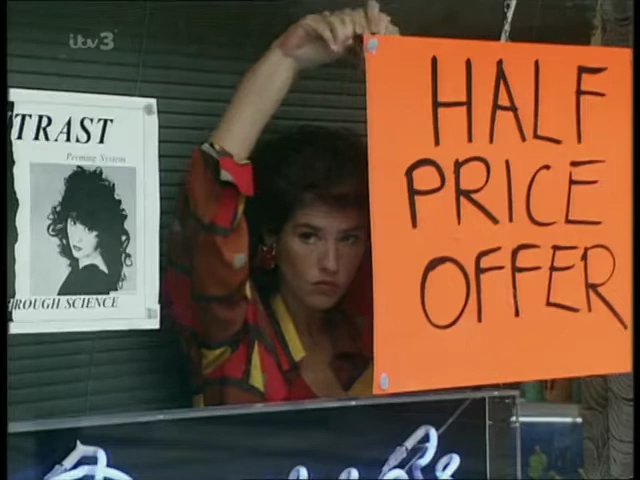 itv3
TRAST
Perming System
ROUGH SCIENCE
HALF
PRICE
OFFER